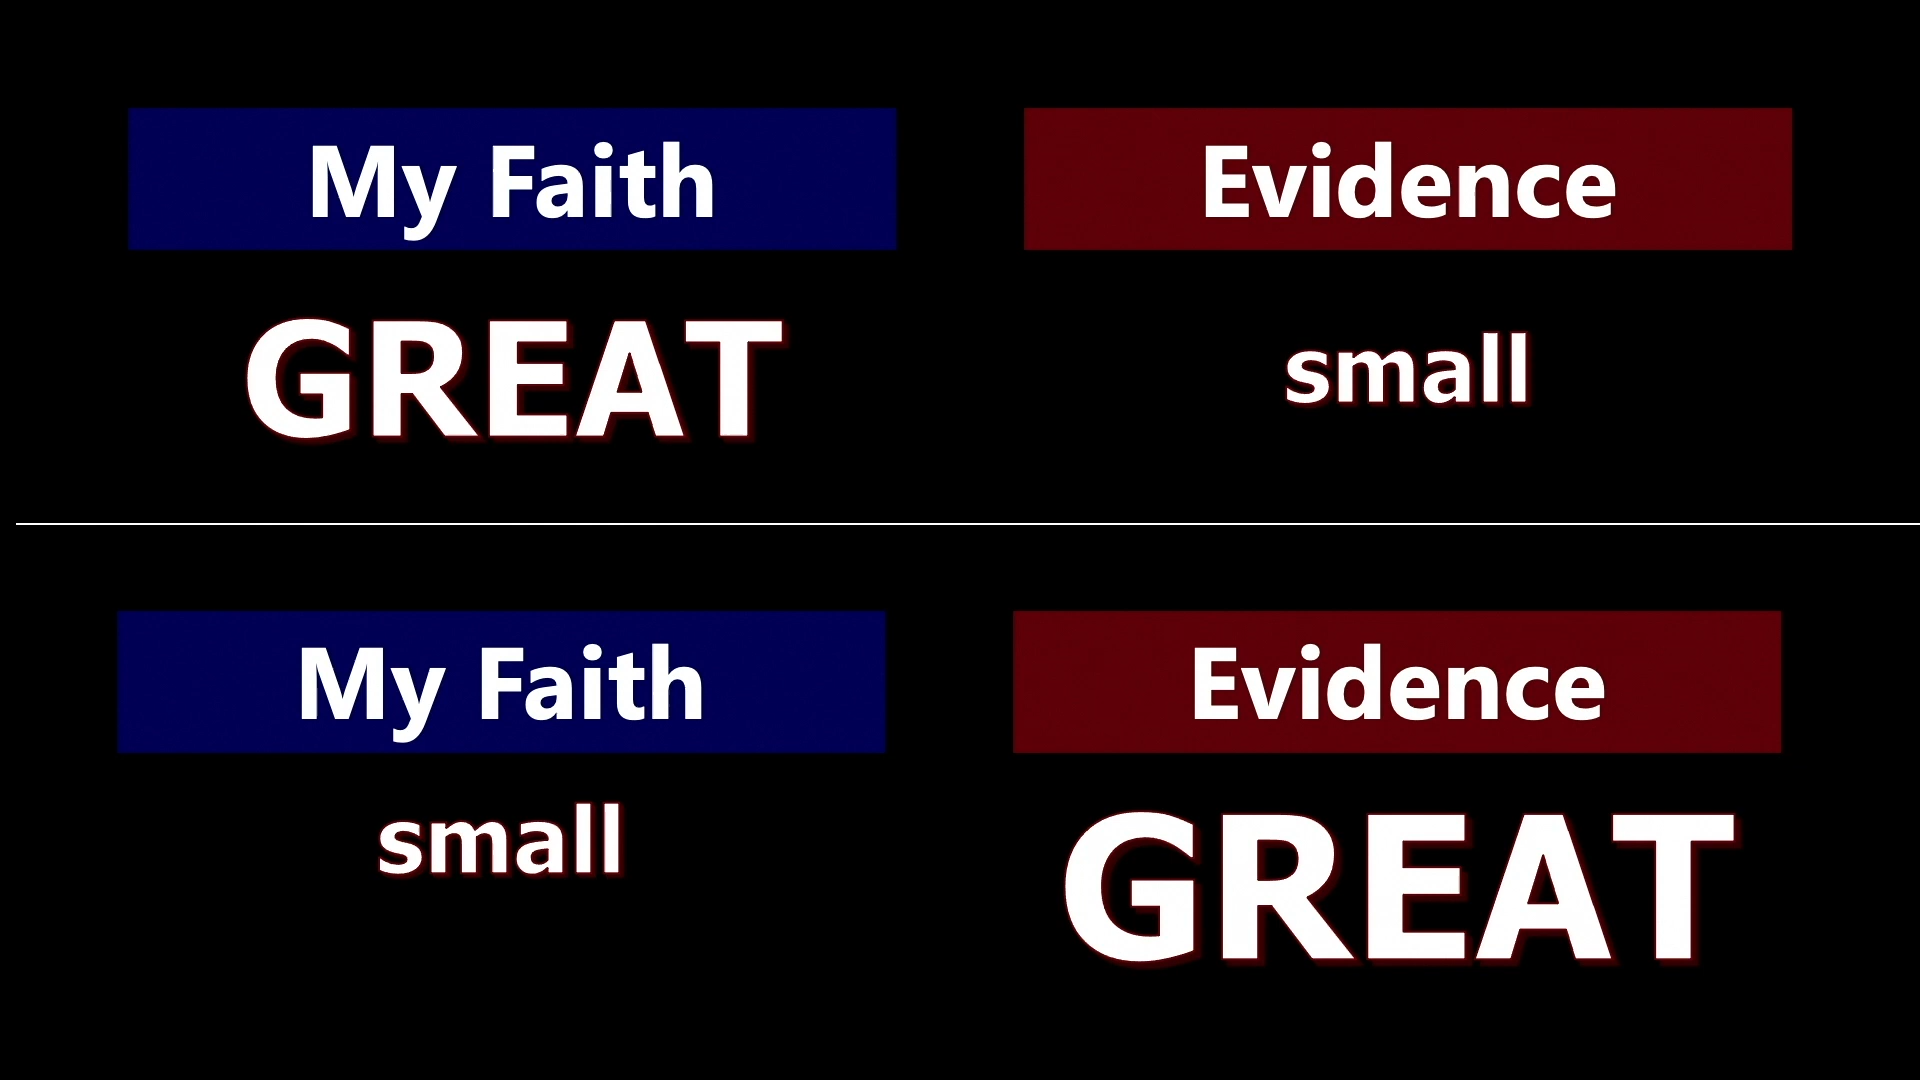 My Faith
Evidence
GREAT
small
My Faith
Evidence
small
GREAT